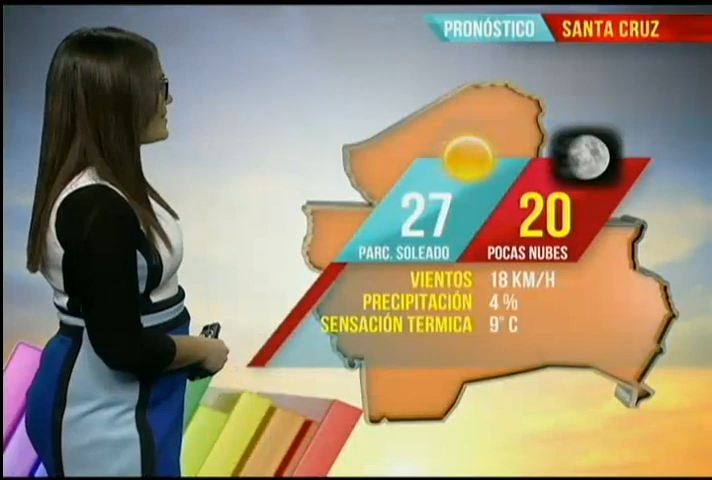 PRONÓSTICO SANTA CRUZ
27 20
PARC. SOLEADO POCAS NUBES
VIENTOS 18 KM/H
PRECIPITACIÓN 4 %
SENSACIÓN TERMICA 9° C